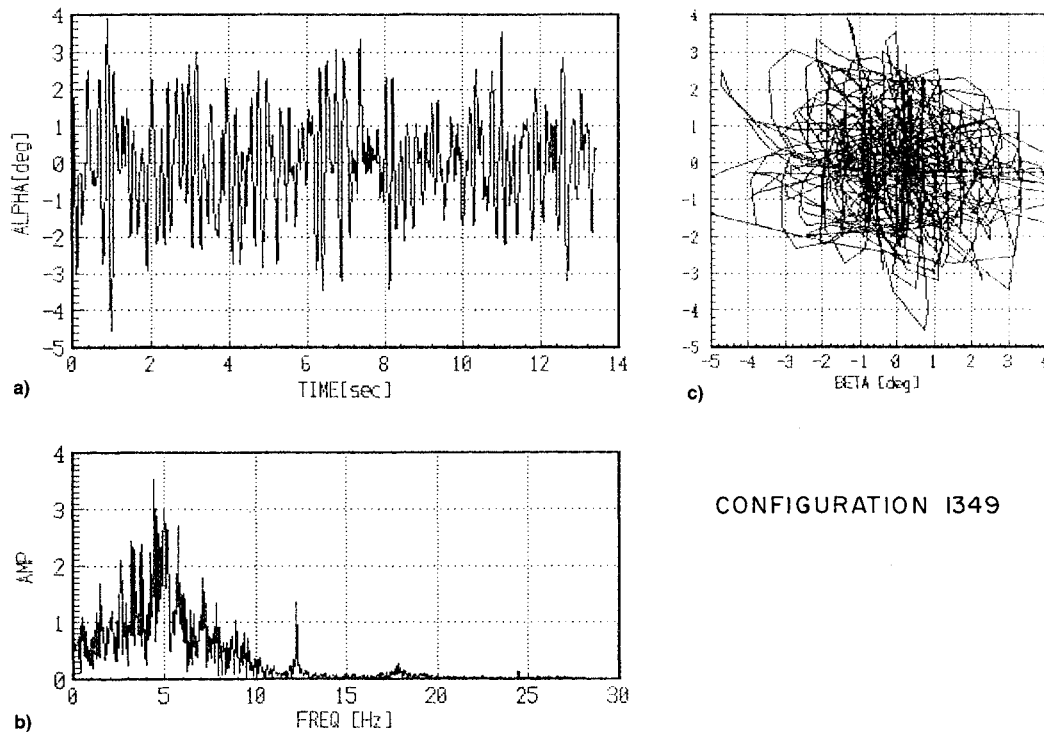 4
3
2
1
0
-1
-2
-3
-4
-5
ALPHA[deg]
0 2 4 6 8 10 12 14
TIME[sec]
a)
4
3
2
1
0
-1
-2
-3
-4
-5
-5 -4 -3 -2 -1 0 1 2 3 4
BETA [deg]
c)
4
3
2
1
0
AMP
0 5 10 15 20 25 30
FREQ [Hz]
b)
CONFIGURATION 1349